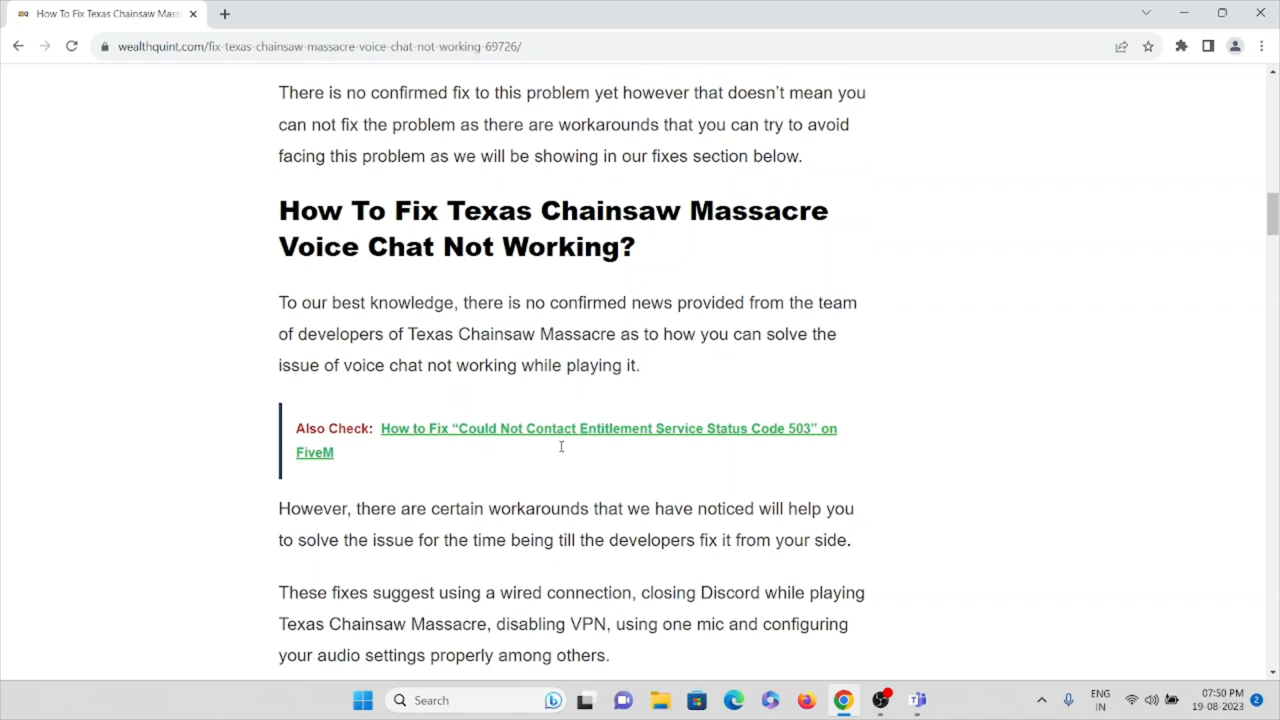 How To Fix Texas Chainsaw Mass
wealthquint.com/fix-texas-chainsaw-massacre-voice-chat-not-working-69726/
There is no confirmed fix to this problem yet however that doesn’t mean you
can not fix the problem as there are workarounds that you can try to avoid
facing this problem as we will be showing in our fixes section below.
How To Fix Texas Chainsaw Massacre
Voice Chat Not Working?
To our best knowledge, there is no confirmed news provided from the team
of developers of Texas Chainsaw Massacre as to how you can solve the
issue of voice chat not working while playing it.
Also Check: How to Fix “Could Not Contact Entitlement Service Status Code 503” on
FiveM
However, there are certain workarounds that we have noticed will help you
to solve the issue for the time being till the developers fix it from your side.
These fixes suggest using a wired connection, closing Discord while playing
Texas Chainsaw Massacre, disabling VPN, using one mic and configuring
your audio settings properly among others.
Search
ENG
IN
07:50 PM
19-08-2023
2